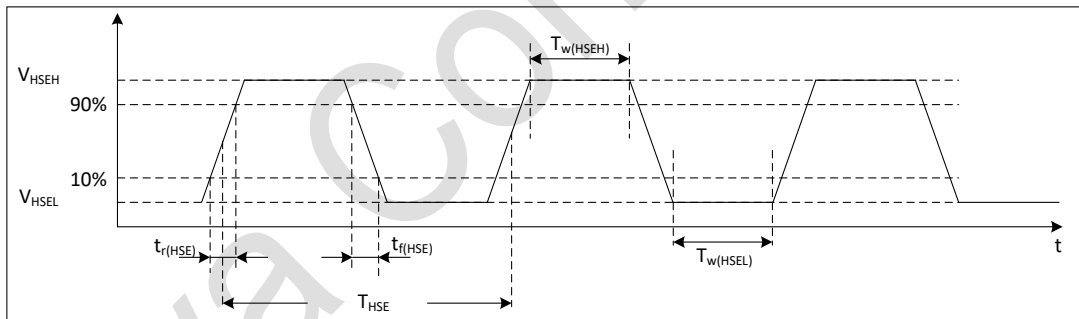 T_w(HSEH)
V_HSEH
90%
10%
V_HSEL
t_r(HSE)
t_f(HSE)
T_w(HSEL)
t
T_HSE